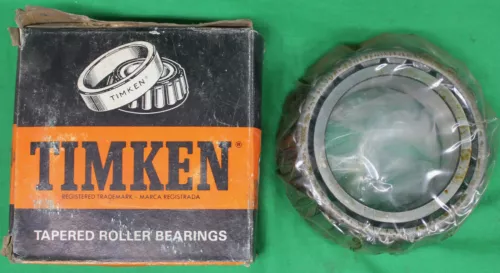 TIMKEN
TIMKEN®
REGISTERED TRADEMARK - MARCA REGISTRADA
TAPERED ROLLER BEARINGS